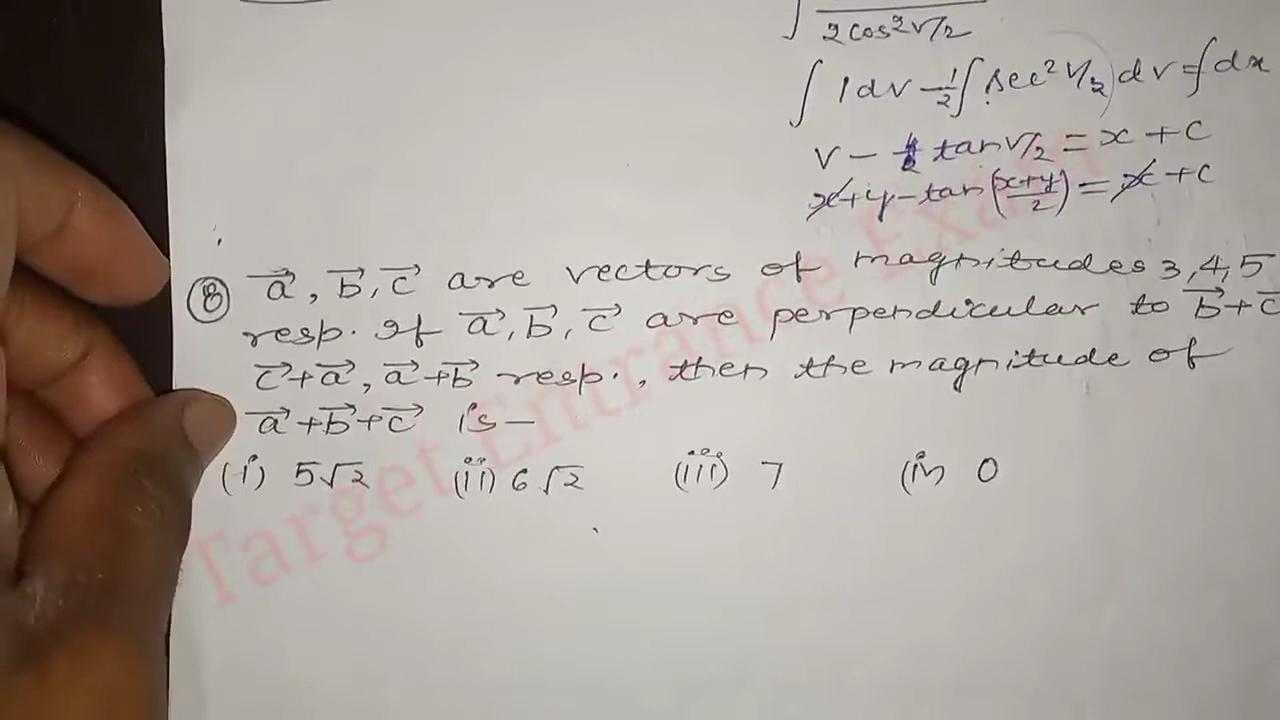 2cos²v/2
∫ 1dv - 1/2 ∫ sec² v/2 dv = ∫ dx
v - tan v/2 = x + c
x+y-tan(x+y/2) = x + c
⑧ a⃗, b⃗, c⃗ are vectors of magnitudes 3,4,5
resp. If a⃗, b⃗, c⃗ are perpendicular to b⃗+c⃗
c⃗+a⃗, a⃗+b⃗ resp., then the magnitude of
a⃗+b⃗+c⃗ is—
(i) 5√2 (ii) 6√2 (iii) 7 (iv) 0
Target Entrance Exam